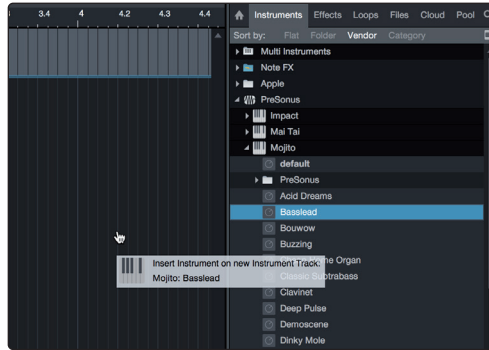 3.4 4 4.2 4.3 4.4
Instruments Effects Loops Files Cloud Pool
Sort by: Flat Folder Vendor Category
Multi Instruments
Note FX
Apple
PreSonus
Impact
Mai Tai
Mojito
default
PreSonus
Acid Dreams
Basslead
Bouwow
Buzzing
Insert Instrument on new Instrument Track:
Organ
Mojito: Basslead
Classic Subtrabass
Clavinet
Deep Pulse
Demoscene
Dinky Mole